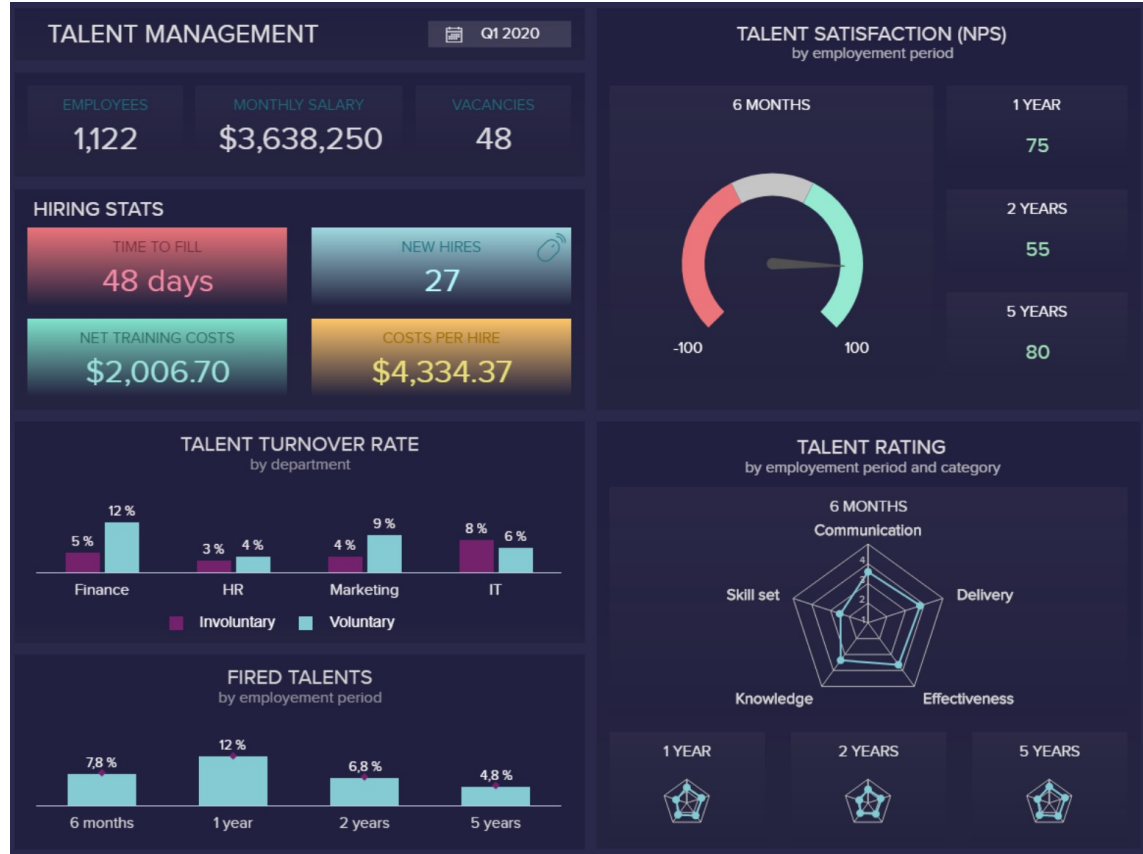 TALENT MANAGEMENT
Q1 2020
EMPLOYEES
1,122
MONTHLY SALARY
$3,638,250
VACANCIES
48
HIRING STATS
TIME TO FILL
48 days
NEW HIRES
27
NET TRAINING COSTS
$2,006.70
COSTS PER HIRE
$4,334.37
TALENT SATISFACTION (NPS)
by employement period
6 MONTHS
-100
100
1 YEAR
75
2 YEARS
55
5 YEARS
80
TALENT TURNOVER RATE
by department
5 %
12 %
3 %
4 %
4 %
9 %
8 %
6 %
Finance
HR
Marketing
IT
Involuntary
Voluntary
FIRED TALENTS
by employement period
7,8 %
12 %
6,8 %
4,8 %
6 months
1 year
2 years
5 years
TALENT RATING
by employement period and category
6 MONTHS
Communication
4
3
2
1
Skill set
Delivery
Knowledge
Effectiveness
1 YEAR
2 YEARS
5 YEARS